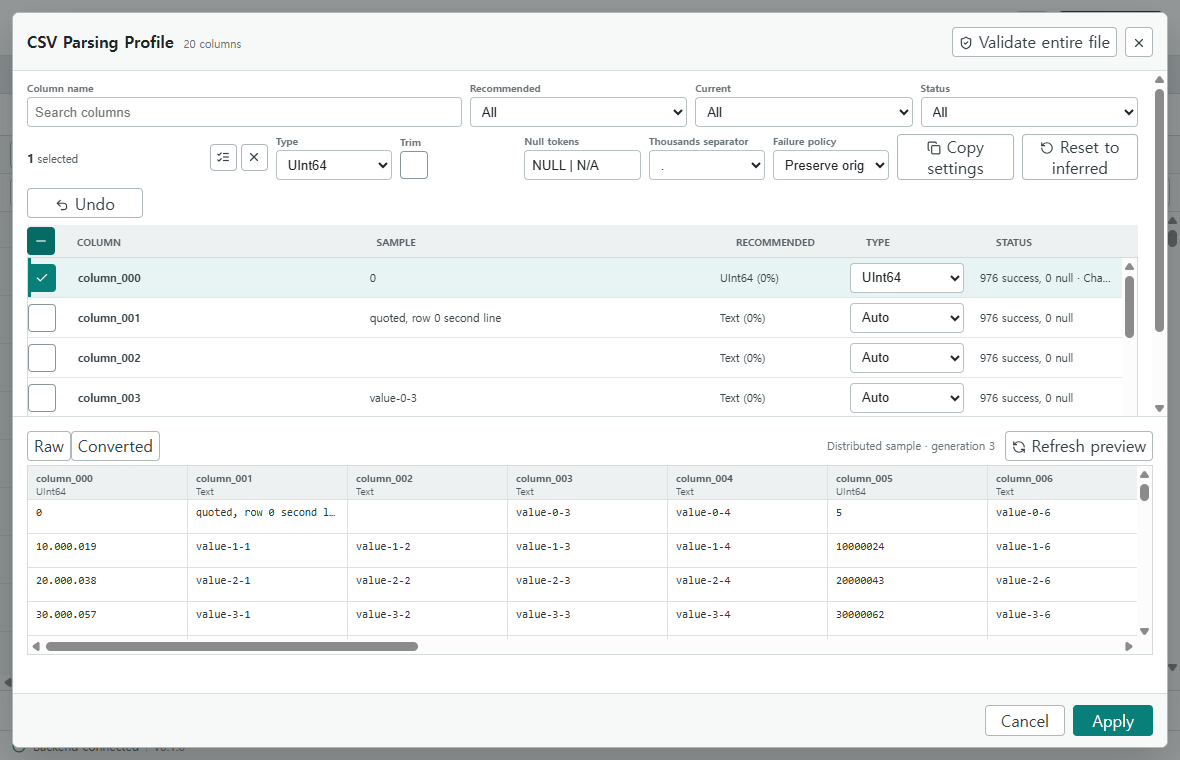 CSV Parsing Profile 20 columns Validate entire file
Column name Recommended Current Status
Search columns All All All
1 selected Type UInt64 Trim Null tokens NULL | N/A Thousands separator . Failure policy Preserve orig Copy settings Reset to inferred
Undo
COLUMN SAMPLE RECOMMENDED TYPE STATUS
column_000 0 UInt64 (0%) UInt64 976 success, 0 null · Cha...
column_001 quoted, row 0 second line Text (0%) Auto 976 success, 0 null
column_002 Text (0%) Auto 976 success, 0 null
column_003 value-0-3 Text (0%) Auto 976 success, 0 null
Raw Converted Distributed sample · generation 3 Refresh preview
column_000 column_001 column_002 column_003 column_004 column_005 column_006
UInt64 Text Text Text Text UInt64 Text
0 quoted, row 0 second l… value-0-3 value-0-4 5 value-0-6
10.000.019 value-1-1 value-1-2 value-1-3 value-1-4 10000024 value-1-6
20.000.038 value-2-1 value-2-2 value-2-3 value-2-4 20000043 value-2-6
30.000.057 value-3-1 value-3-2 value-3-3 value-3-4 30000062 value-3-6
Cancel Apply